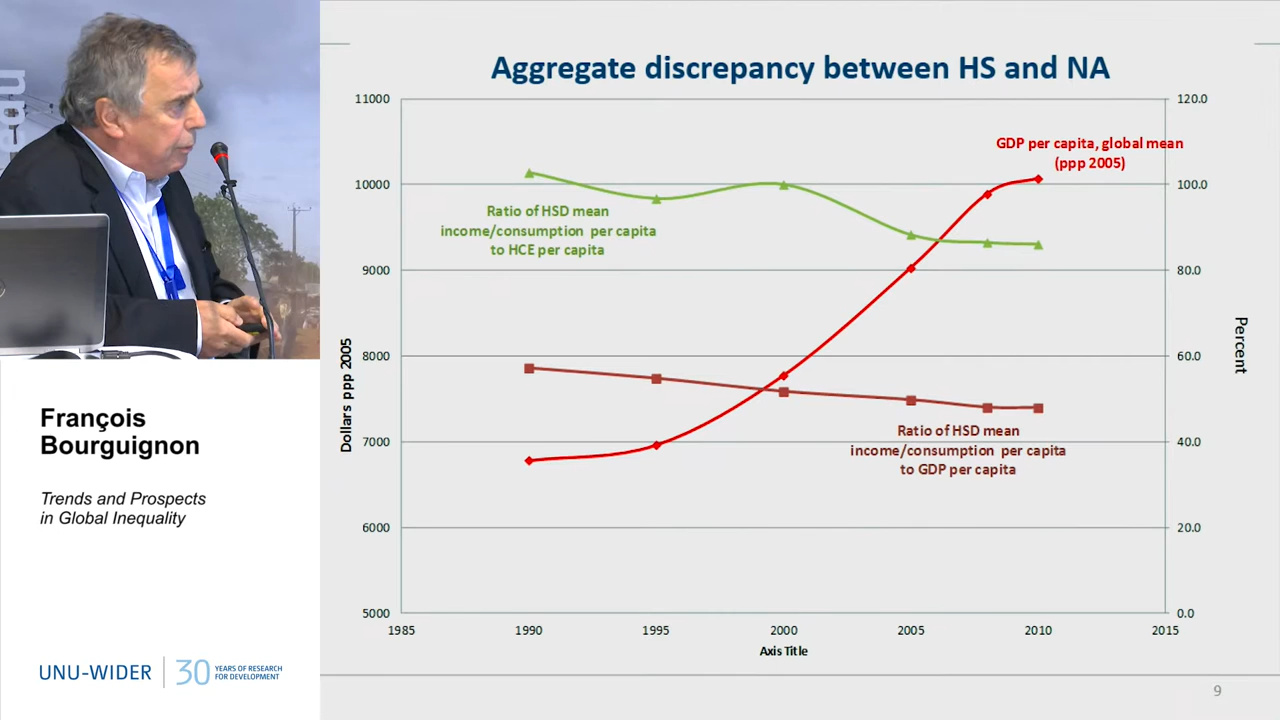 Aggregate discrepancy between HS and NA
11000
10000
9000
8000
7000
6000
5000
Dollars ppp 2005
120.0
100.0
80.0
60.0
40.0
20.0
0.0
Percent
GDP per capita, global mean
(ppp 2005)
Ratio of HSD mean
income/consumption per capita
to HCE per capita
Ratio of HSD mean
income/consumption per capita
to GDP per capita
1985
1990
1995
2000
2005
2010
2015
Axis Title
9
François
Bourguignon
Trends and Prospects
in Global Inequality
UNU-WIDER
30
YEARS OF RESEARCH
FOR DEVELOPMENT